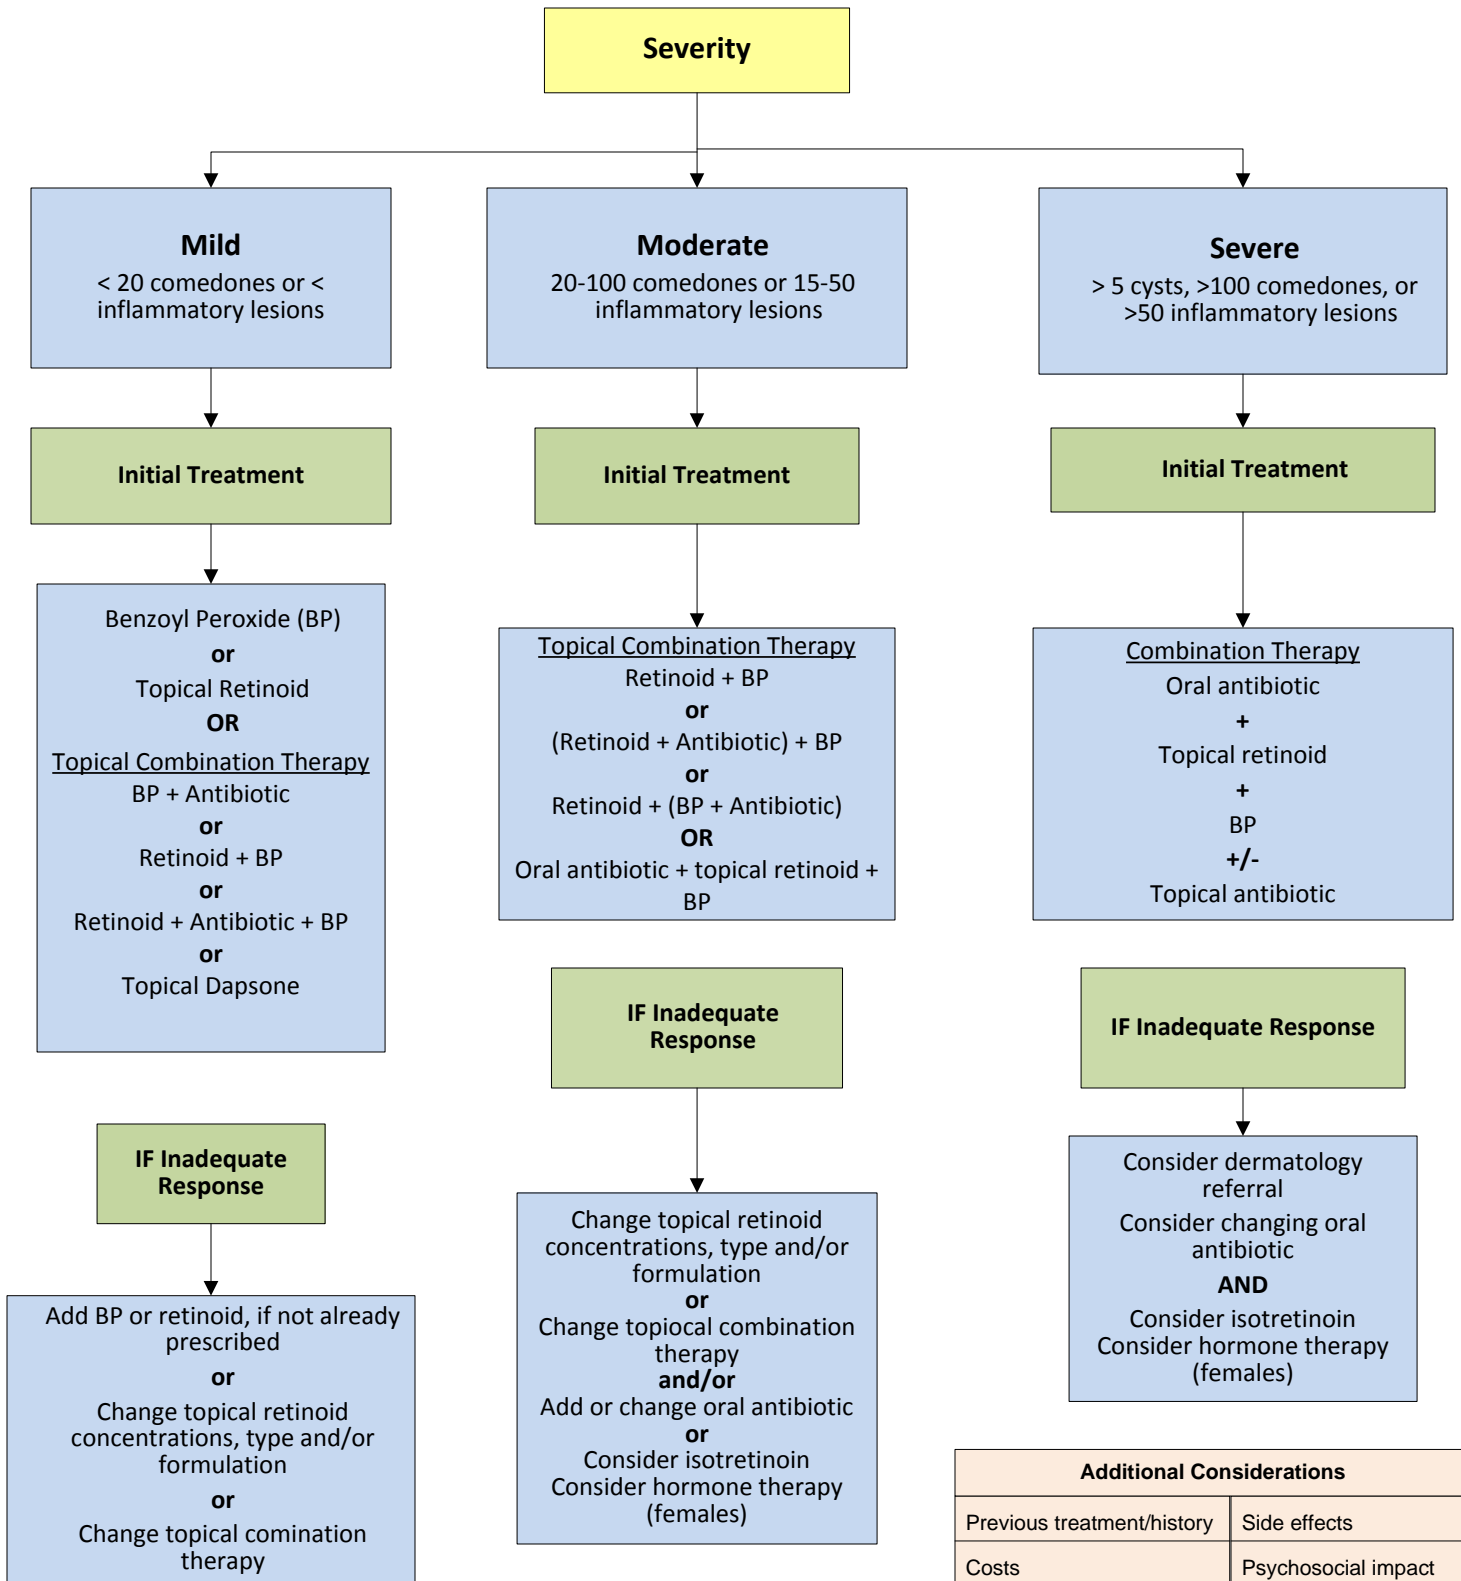 Severity
Mild
< 20 comedones or <
inflammatory lesions
Moderate
20-100 comedones or 15-50
inflammatory lesions
Severe
> 5 cysts, >100 comedones, or
>50 inflammatory lesions
Initial Treatment
Initial Treatment
Initial Treatment
Benzoyl Peroxide (BP)
or
Topical Retinoid
OR
Topical Combination Therapy
BP + Antibiotic
or
Retinoid + BP
or
Retinoid + Antibiotic + BP
or
Topical Dapsone
Topical Combination Therapy
Retinoid + BP
or
(Retinoid + Antibiotic) + BP
or
Retinoid + (BP + Antibiotic)
OR
Oral antibiotic + topical retinoid +
BP
Combination Therapy
Oral antibiotic
+
Topical retinoid
+
BP
+/-
Topical antibiotic
IF Inadequate
Response
IF Inadequate
Response
IF Inadequate Response
Add BP or retinoid, if not already
prescribed
or
Change topical retinoid
concentrations, type and/or
formulation
or
Change topical comination
therapy
Change topical retinoid
concentrations, type and/or
formulation
or
Change topiocal combination
therapy
and/or
Add or change oral antibiotic
or
Consider isotretinoin
Consider hormone therapy
(females)
Consider dermatology
referral
Consider changing oral
antibiotic
AND
Consider isotretinoin
Consider hormone therapy
(females)
Additional Considerations
Previous treatment/history
Side effects
Costs
Psychosocial impact